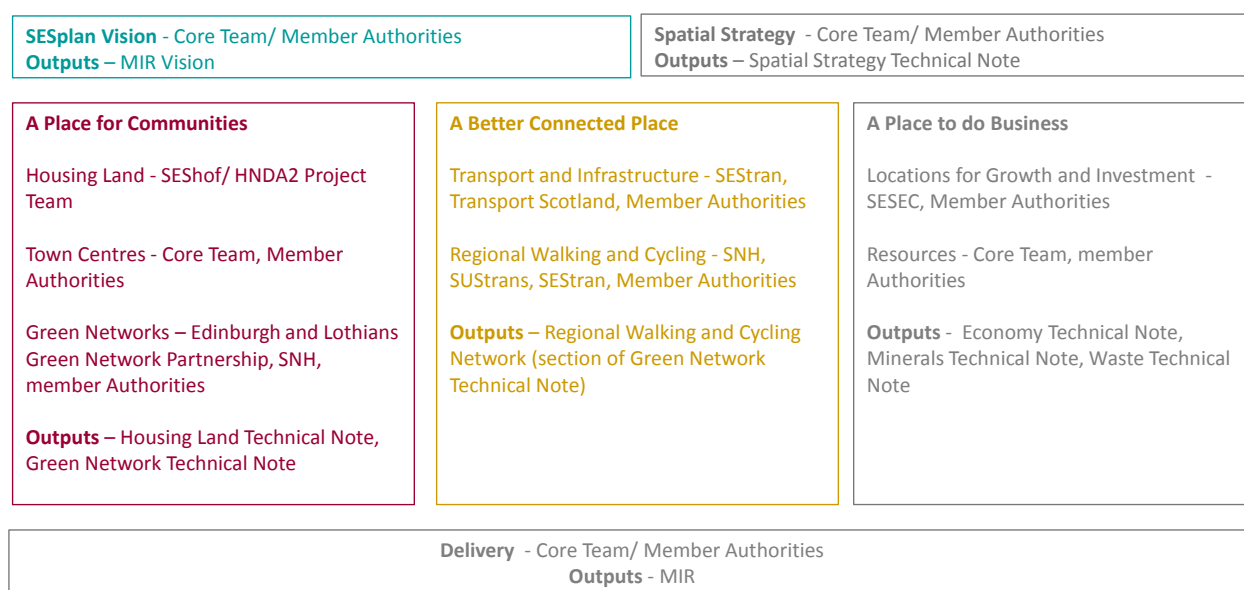 SESplan Vision - Core Team/ Member Authorities
Outputs – MIR Vision
Spatial Strategy - Core Team/ Member Authorities
Outputs – Spatial Strategy Technical Note
A Place for Communities
Housing Land - SEShof/ HNDA2 Project
Team
Town Centres - Core Team, Member
Authorities
Green Networks – Edinburgh and Lothians
Green Network Partnership, SNH,
member Authorities
Outputs – Housing Land Technical Note,
Green Network Technical Note
A Better Connected Place
Transport and Infrastructure - SEStran,
Transport Scotland, Member Authorities
Regional Walking and Cycling - SNH,
SUStrans, SEStran, Member Authorities
Outputs – Regional Walking and Cycling
Network (section of Green Network
Technical Note)
A Place to do Business
Locations for Growth and Investment -
SESEC, Member Authorities
Resources - Core Team, member
Authorities
Outputs - Economy Technical Note,
Minerals Technical Note, Waste Technical
Note
Delivery - Core Team/ Member Authorities
Outputs - MIR